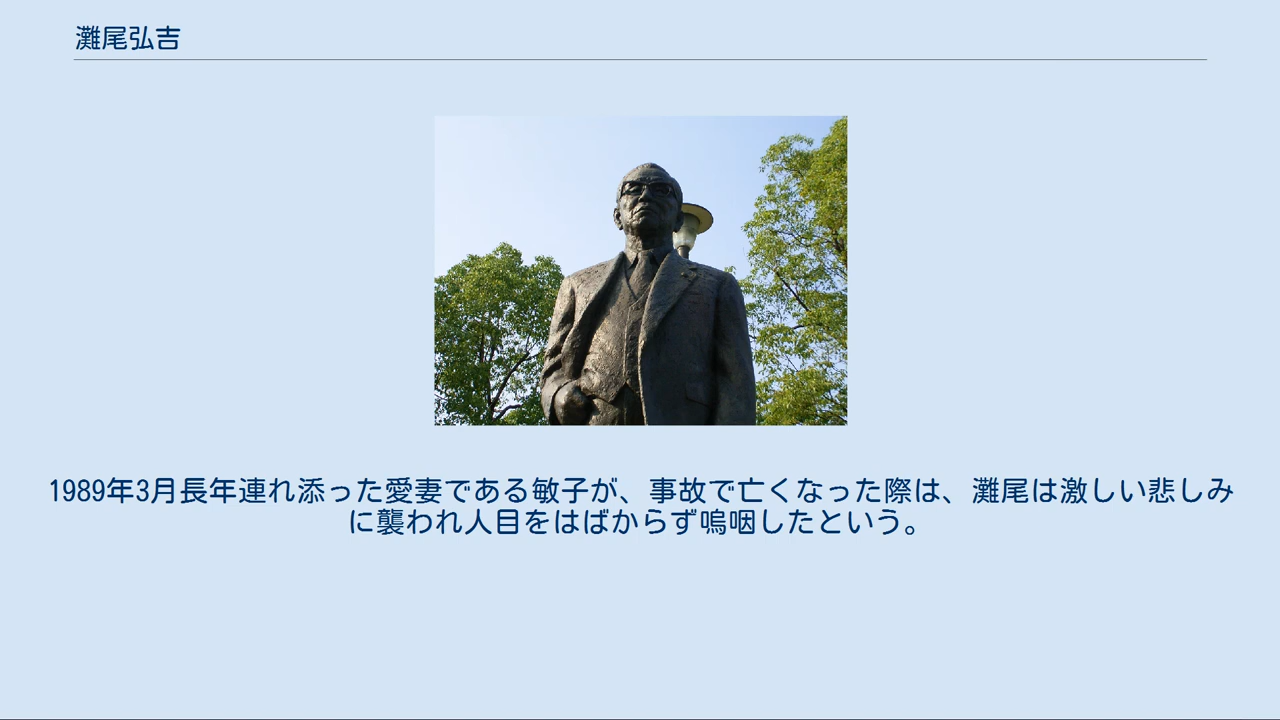 灘尾弘吉
1989年3月長年連れ添った愛妻である敏子が、事故で亡くなった際は、灘尾は激しい悲しみ
に襲われ人目をはばからず嗚咽したという。